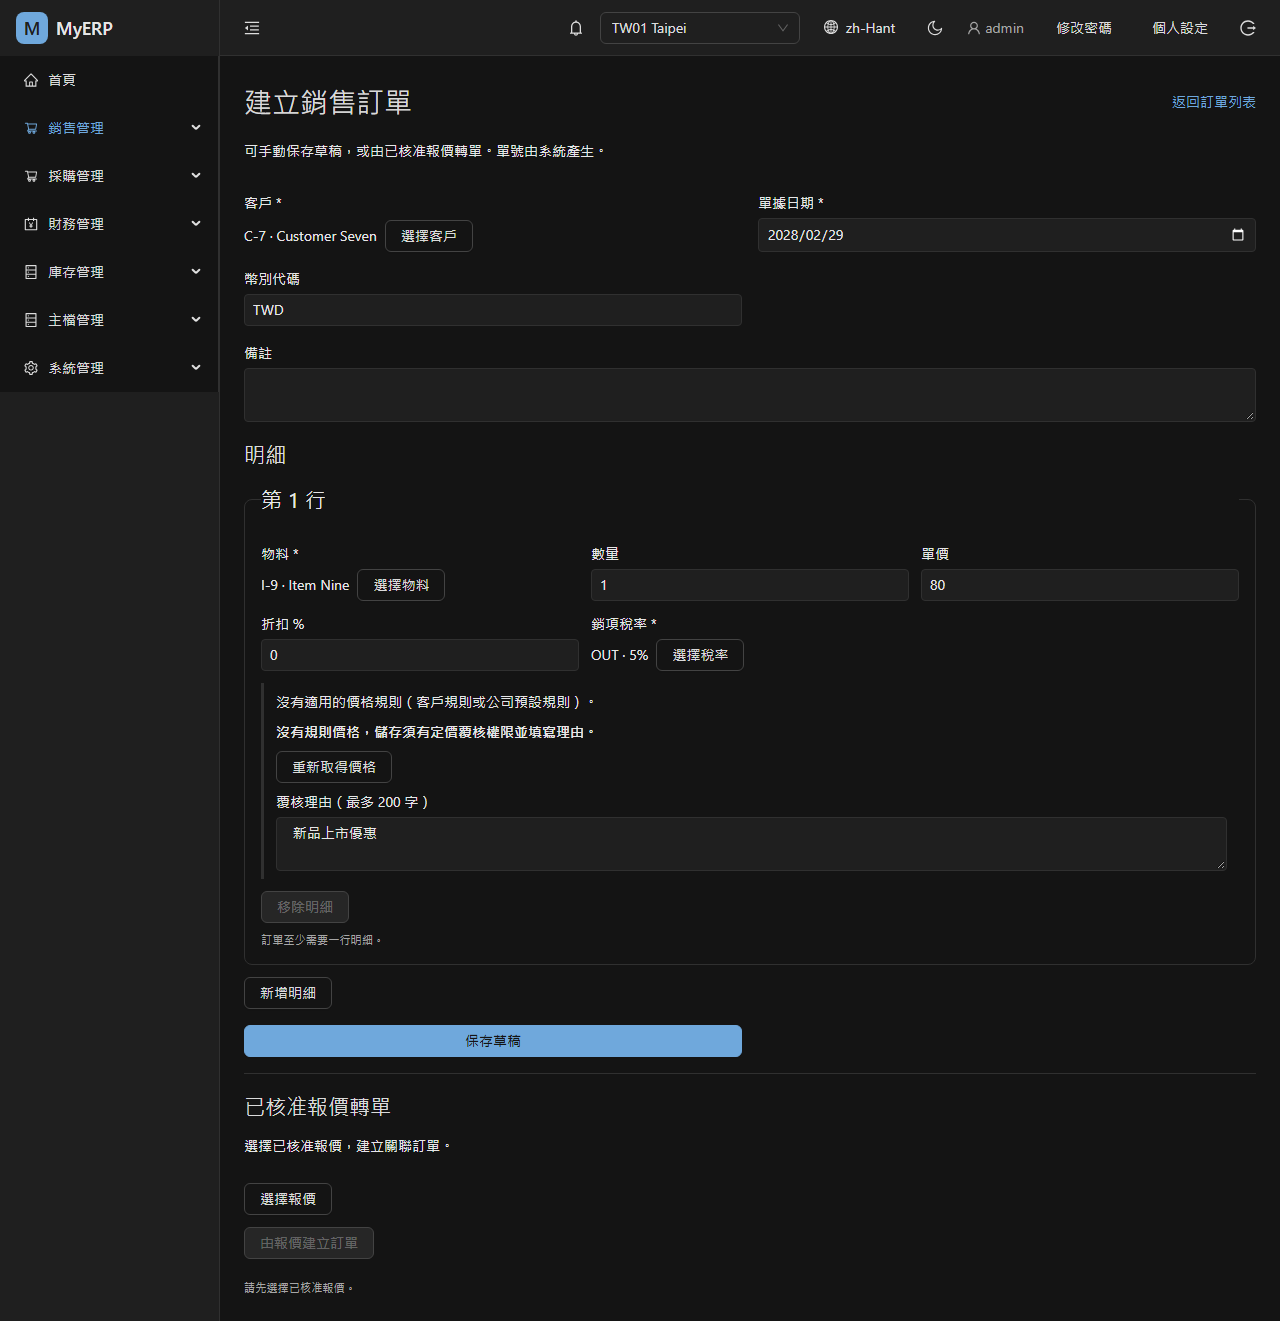 M MyERP
TW01 Taipei
zh-Hant
admin
修改密碼
個人設定
首頁
銷售管理
採購管理
財務管理
庫存管理
主檔管理
系統管理
建立銷售訂單
返回訂單列表
可手動保存草稿，或由已核准報價轉單。單號由系統產生。
客戶 *
C-7 · Customer Seven 選擇客戶
單據日期 *
2028/02/29
幣別代碼
TWD
備註
明細
第 1 行
物料 *
I-9 · Item Nine 選擇物料
數量
1
單價
80
折扣 %
0
銷項稅率 *
OUT · 5% 選擇稅率
沒有適用的價格規則（客戶規則或公司預設規則）。
沒有規則價格，儲存須有定價覆核權限並填寫理由。
重新取得價格
覆核理由（最多 200 字）
新品上市優惠
移除明細
訂單至少需要一行明細。
新增明細
保存草稿
已核准報價轉單
選擇已核准報價，建立關聯訂單。
選擇報價
由報價建立訂單
請先選擇已核准報價。